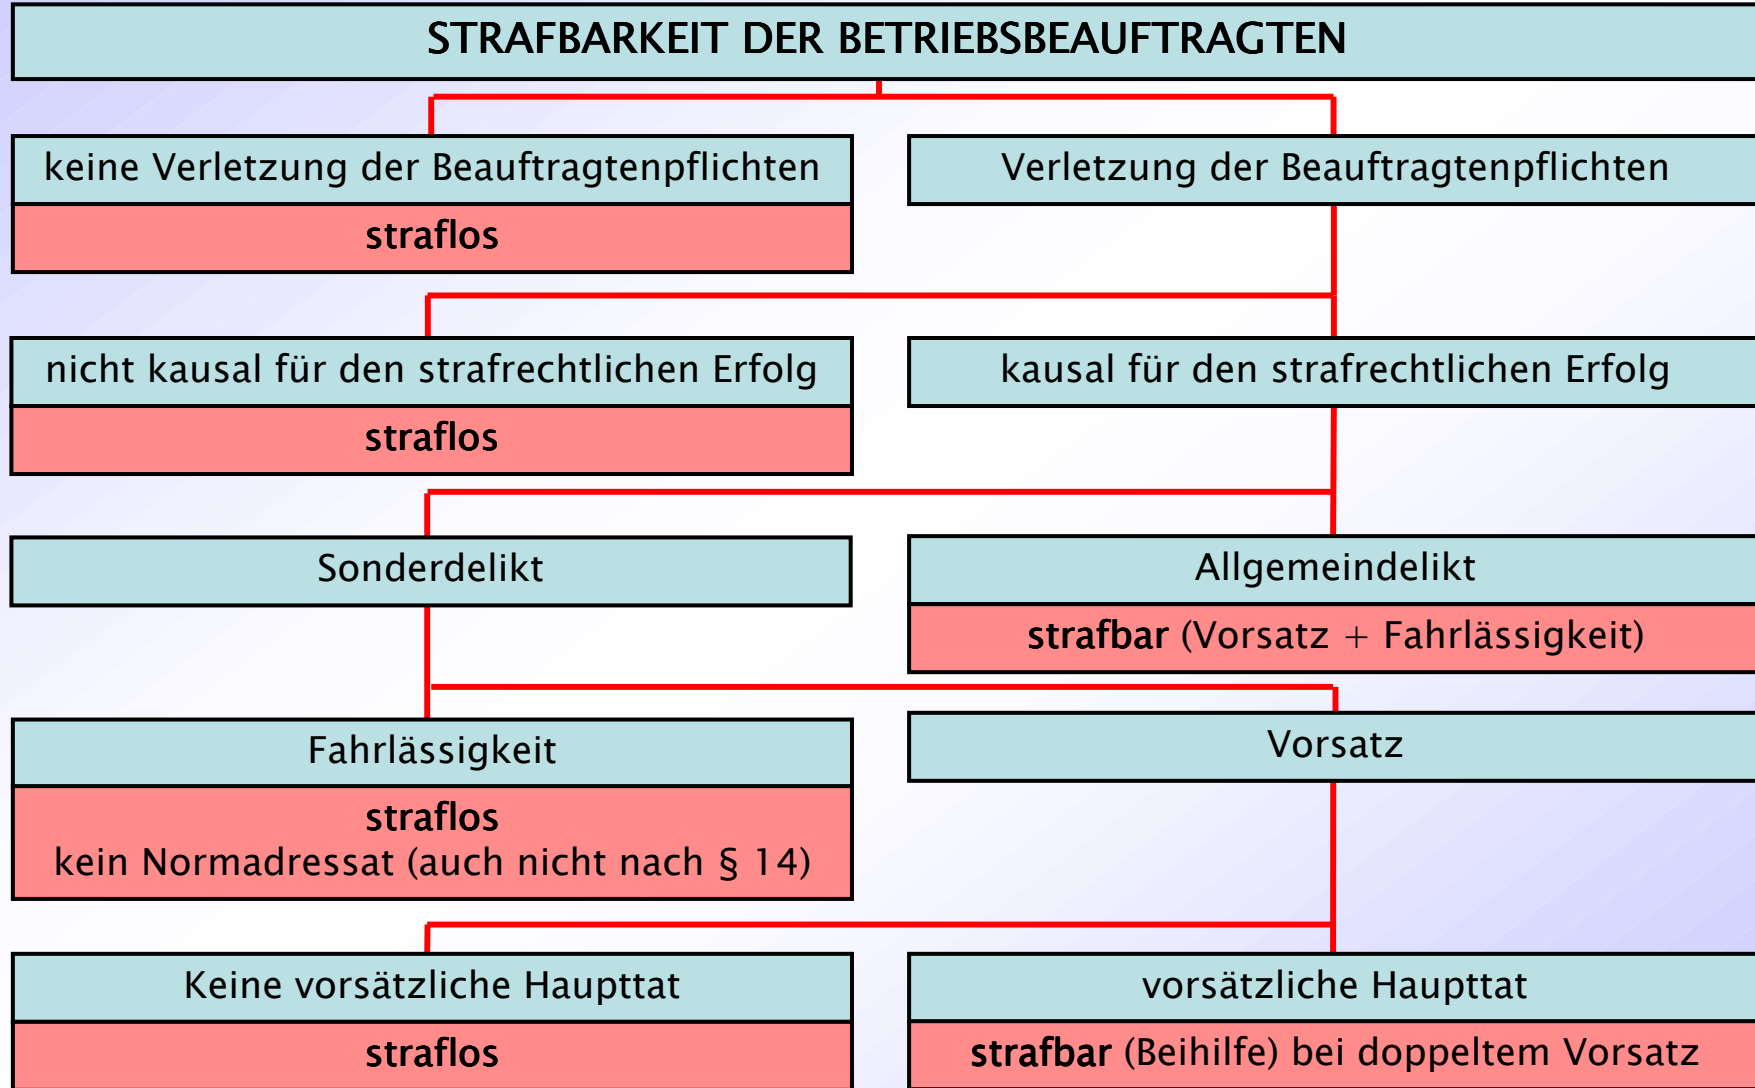 STRAFBARKEIT DER BETRIEBSBEAUFTRAGTEN
keine Verletzung der Beauftragtenpflichten
straflos
Verletzung der Beauftragtenpflichten
nicht kausal für den strafrechtlichen Erfolg
straflos
kausal für den strafrechtlichen Erfolg
Sonderdelikt
Allgemeindelikt
strafbar (Vorsatz + Fahrlässigkeit)
Fahrlässigkeit
straflos
kein Normadressat (auch nicht nach § 14)
Vorsatz
Keine vorsätzliche Haupttat
straflos
vorsätzliche Haupttat
strafbar (Beihilfe) bei doppeltem Vorsatz